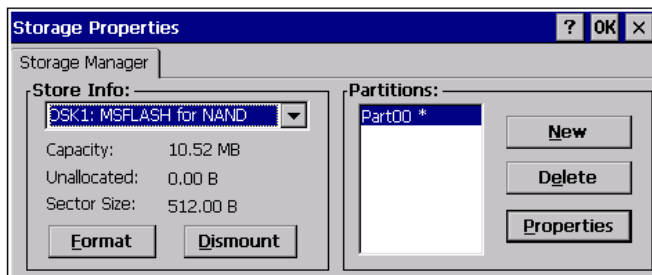 Storage Properties ? OK ×
Storage Manager
Store Info: Partitions:
DSK1: MSFLASH for NAND Part00 *
New
Capacity: 10.52 MB
Unallocated: 0.00 B
Delete
Sector Size: 512.00 B
Properties
Format Dismount